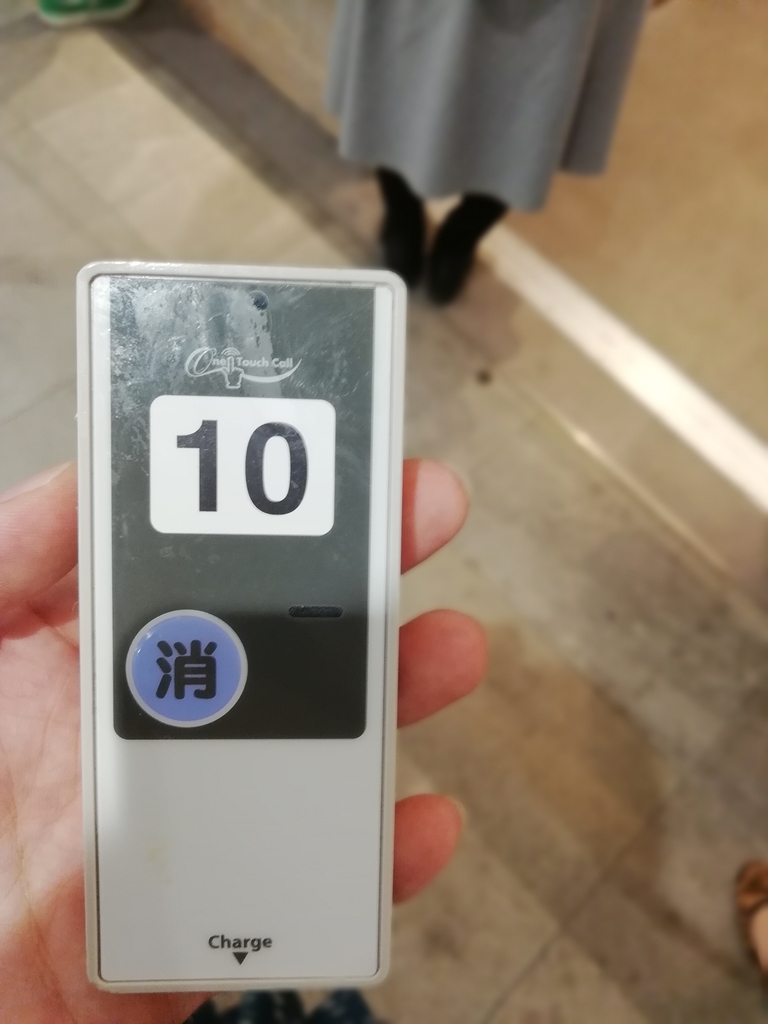 One Touch Call
10
消
Charge